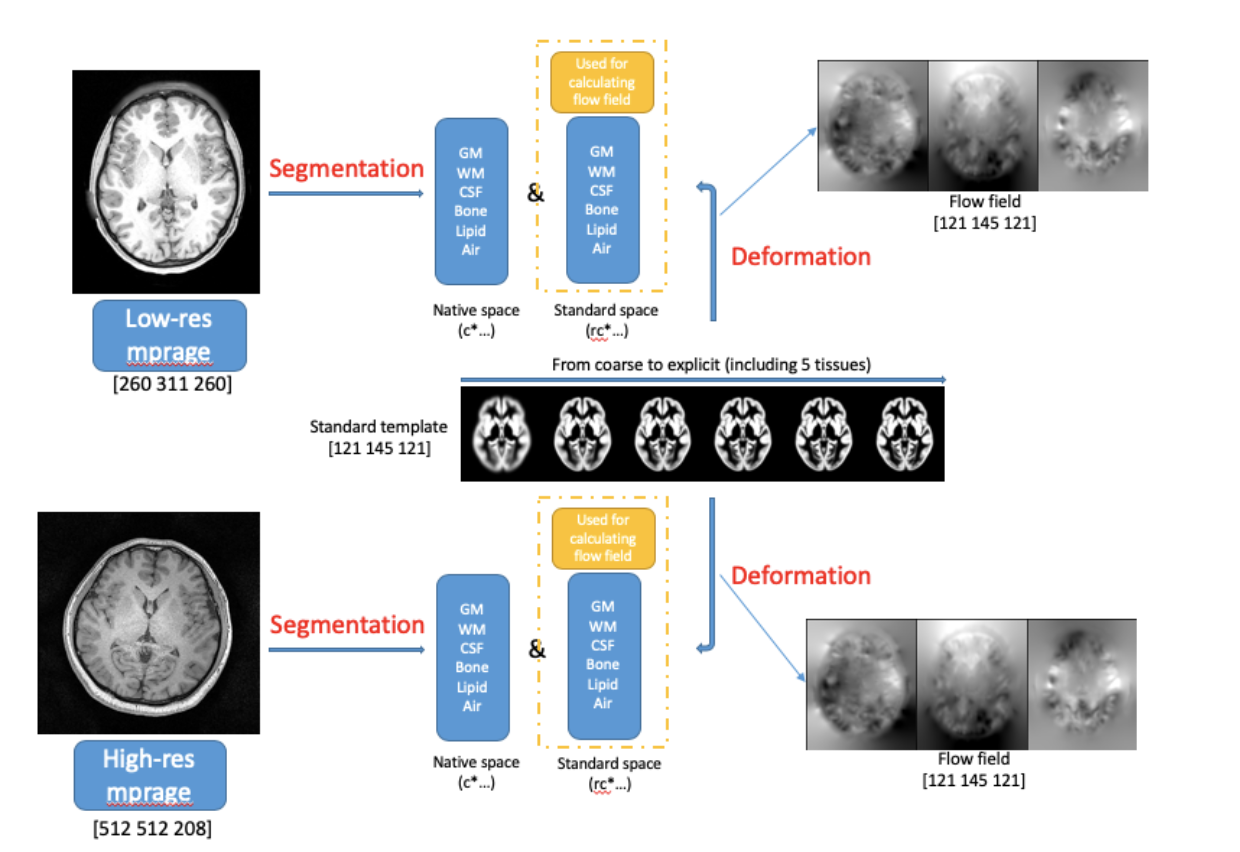 Used for
calculating
flow field
Segmentation
GM
WM
CSF
Bone
Lipid
Air
&
GM
WM
CSF
Bone
Lipid
Air
Flow field
[121 145 121]
Deformation
Native space
(c*...)
Standard space
(rc*...)
Low-res
mprage
[260 311 260]
From coarse to explicit (including 5 tissues)
Standard template
[121 145 121]
Used for
calculating
flow field
Segmentation
GM
WM
CSF
Bone
Lipid
Air
&
GM
WM
CSF
Bone
Lipid
Air
Deformation
Flow field
[121 145 121]
Native space
(c*...)
Standard space
(rc*...)
High-res
mprage
[512 512 208]